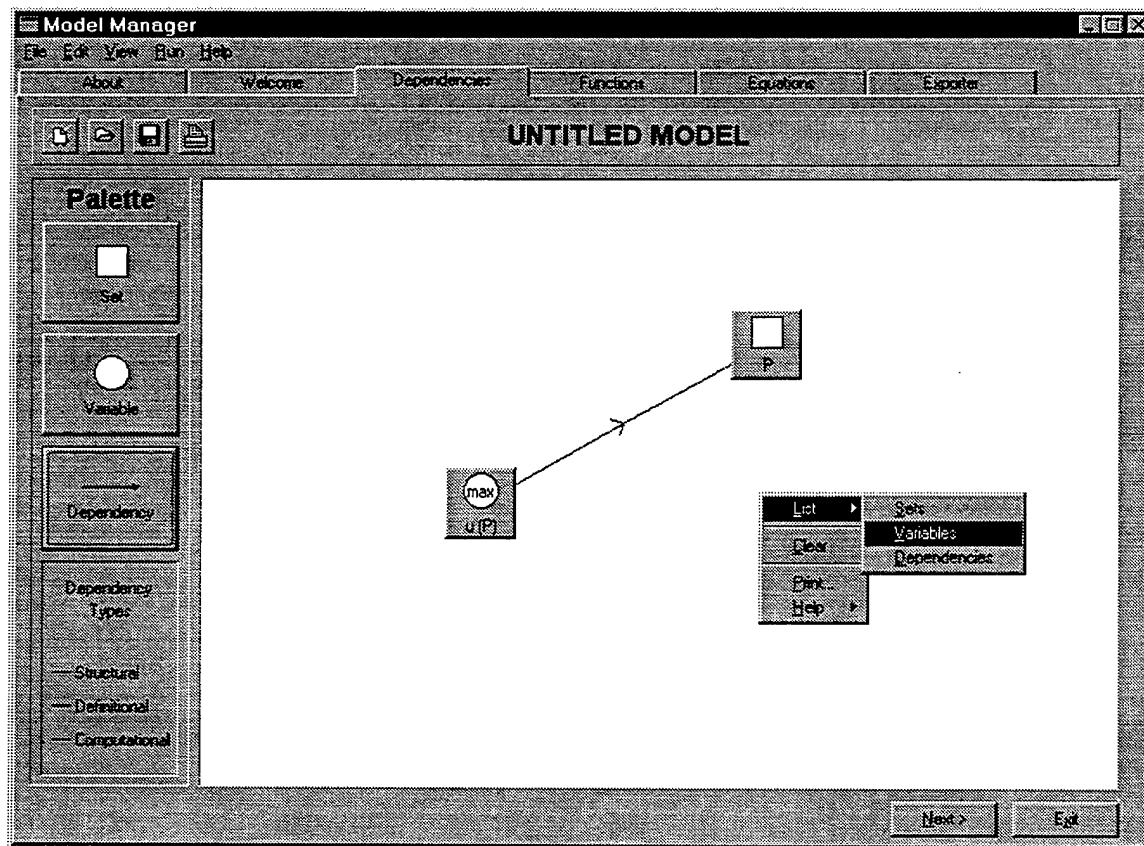 Model Manager
File Edit View Run Help
About Welcome Dependencies Functions Equations Exporter
UNTITLED MODEL
Palette
Set
Variable
Dependency
Dependency
Types
Structural
Definitional
Computational
P
max
u (P)
List Sets
Variables
Clear
Dependencies
Print...
Help
Next >
Exit